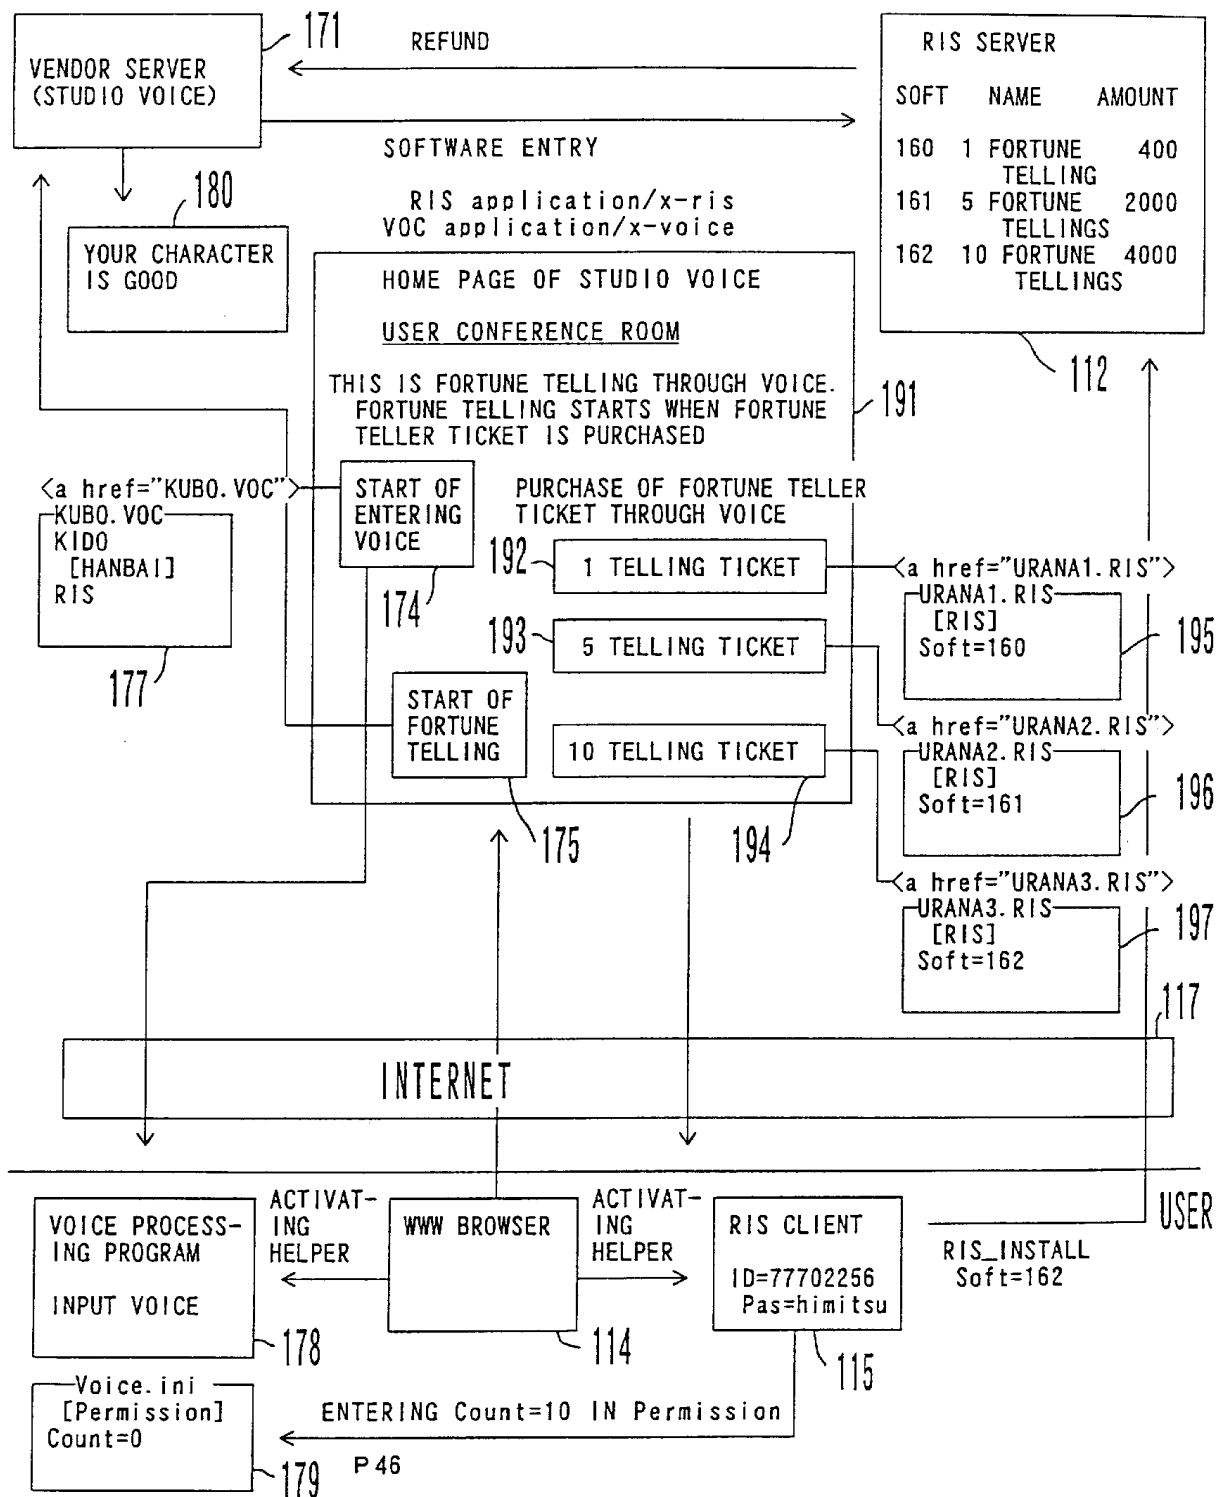 171
REFUND
VENDOR SERVER
(STUDIO VOICE)
RIS SERVER
SOFT NAME AMOUNT
160 1 FORTUNE 400
TELLING
161 5 FORTUNE 2000
TELLINGS
162 10 FORTUNE 4000
TELLINGS
112
SOFTWARE ENTRY
RIS application/x-ris
VOC application/x-voice
180
YOUR CHARACTER
IS GOOD
HOME PAGE OF STUDIO VOICE
USER CONFERENCE ROOM
THIS IS FORTUNE TELLING THROUGH VOICE.
FORTUNE TELLING STARTS WHEN FORTUNE
TELLER TICKET IS PURCHASED
191
<a href="KUBO.VOC">
KUBO.VOC
KIDO
[HANBAI]
RIS
177
START OF
ENTERING
VOICE
174
PURCHASE OF FORTUNE TELLER
TICKET THROUGH VOICE
192
1 TELLING TICKET
193
5 TELLING TICKET
START OF
FORTUNE
TELLING
175
10 TELLING TICKET
194
<a href="URANA1.RIS">
URANA1.RIS
[RIS]
Soft=160
195
<a href="URANA2.RIS">
URANA2.RIS
[RIS]
Soft=161
196
<a href="URANA3.RIS">
URANA3.RIS
[RIS]
Soft=162
197
117
INTERNET
USER
VOICE PROCESS-
ING PROGRAM
INPUT VOICE
178
ACTIVAT-
ING
HELPER
WWW BROWSER
114
ACTIVAT-
ING
HELPER
RIS CLIENT
ID=77702256
Pas=himitsu
115
RIS_INSTALL
Soft=162
Voice.ini
[Permission]
Count=0
179
ENTERING Count=10 IN Permission
P46